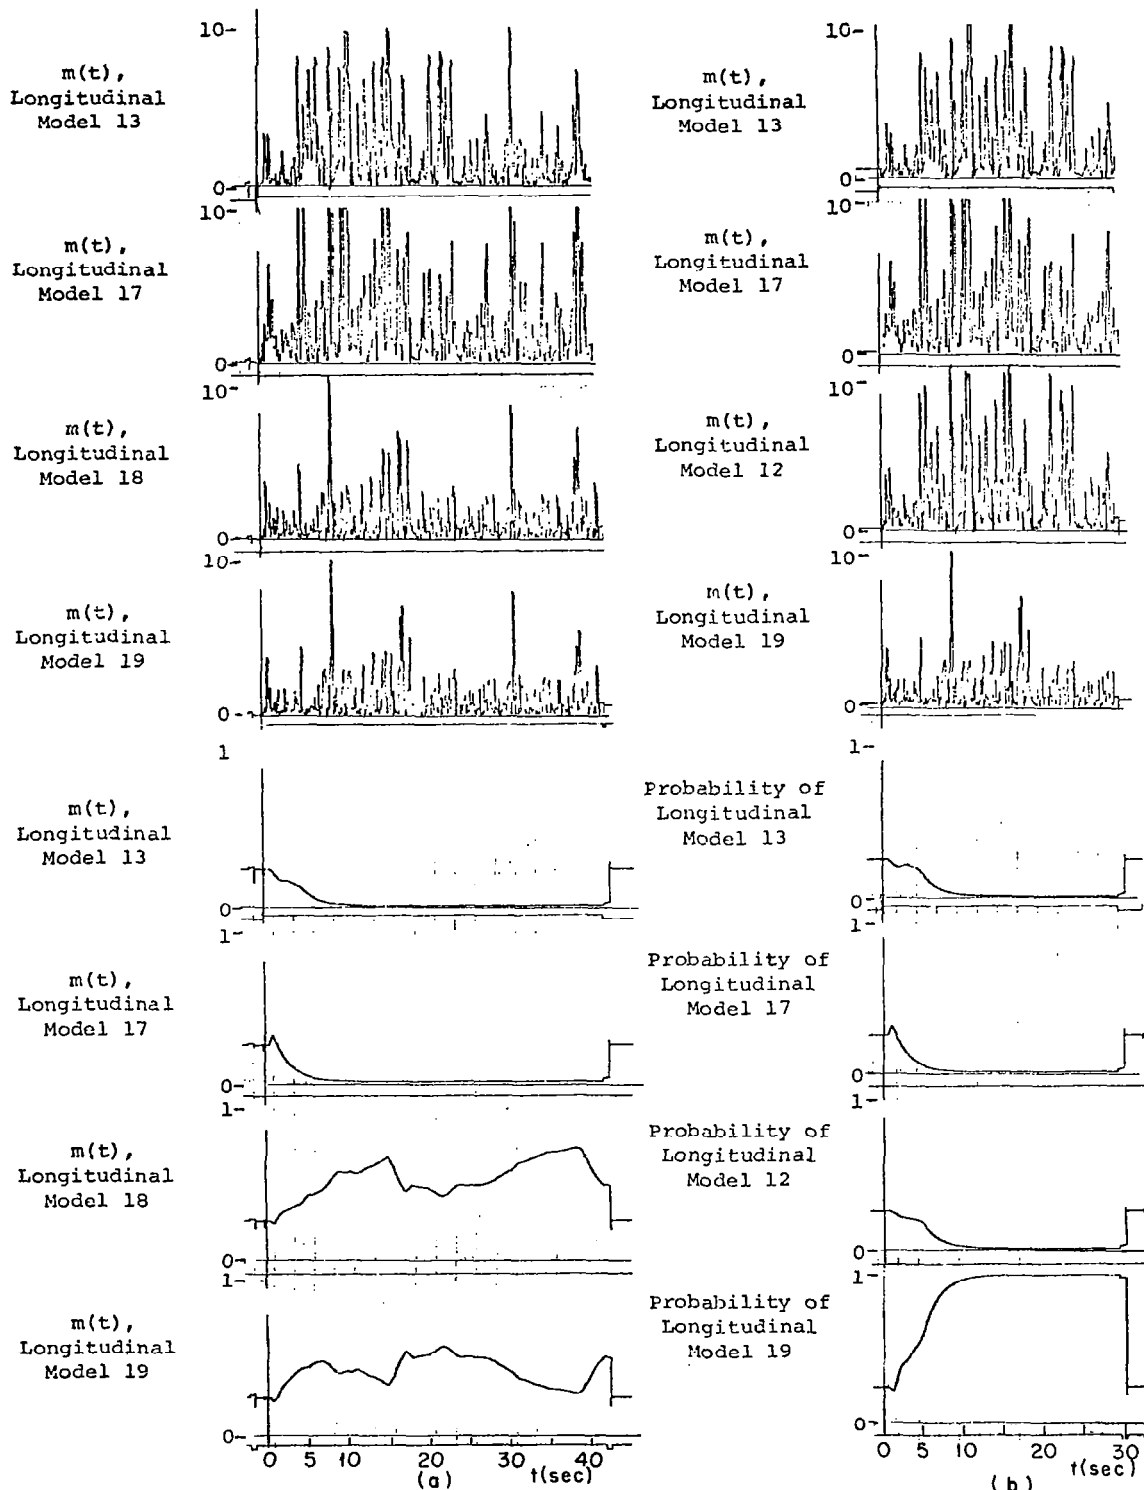 10-
m(t),
Longitudinal
Model 13
0-
10-
m(t),
Longitudinal
Model 17
0-
10-
m(t),
Longitudinal
Model 18
0-
10-
m(t),
Longitudinal
Model 19
0-
1
m(t),
Longitudinal
Model 13
0-
1-
m(t),
Longitudinal
Model 17
0-
1-
m(t),
Longitudinal
Model 18
0-
1-
m(t),
Longitudinal
Model 19
0-
0 5 10 20 30 40 t(sec)
(a)
10-
m(t),
Longitudinal
Model 13
0-
10-
m(t),
Longitudinal
Model 17
0-
10-
m(t),
Longitudinal
Model 12
0-
10-
m(t),
Longitudinal
Model 19
0-
1-
Probability of
Longitudinal
Model 13
0-
1-
Probability of
Longitudinal
Model 17
0-
1-
Probability of
Longitudinal
Model 12
0-
1-
Probability of
Longitudinal
Model 19
0-
0 10 20 30
t(sec)
(b)